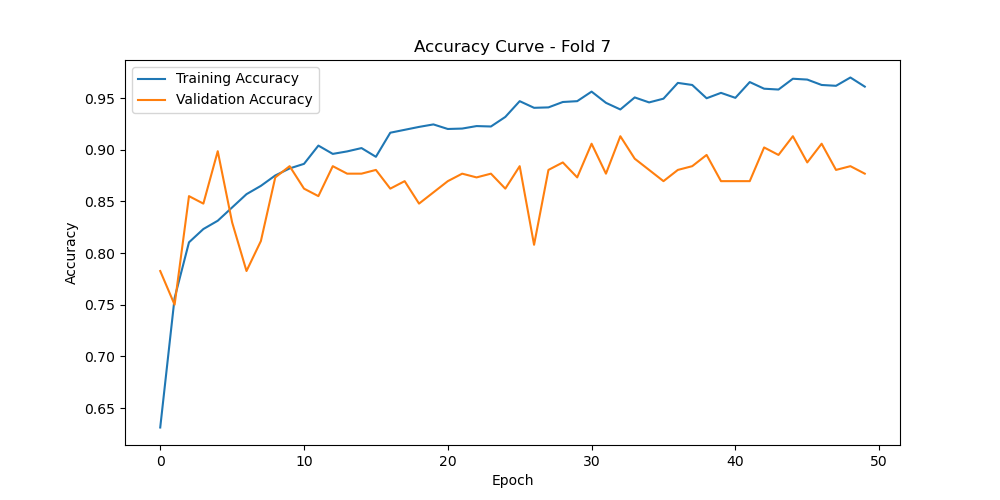 Accuracy Curve - Fold 7
Training Accuracy
Validation Accuracy
Accuracy
0.95
0.90
0.85
0.80
0.75
0.70
0.65
0 10 20 30 40 50
Epoch